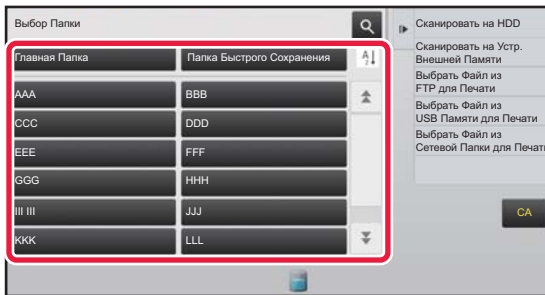 Выбор Папки
Главная Папка
Папка Быстрого Сохранения
AAA
BBB
CCC
DDD
EEE
FFF
GGG
HHH
III III
JJJ
KKK
LLL
Сканировать на HDD
Сканировать на Устр.
Внешней Памяти
Выбрать Файл из
FTP для Печати
Выбрать Файл из
USB Памяти для Печати
Выбрать Файл из
Сетевой Папки для Печати
CA